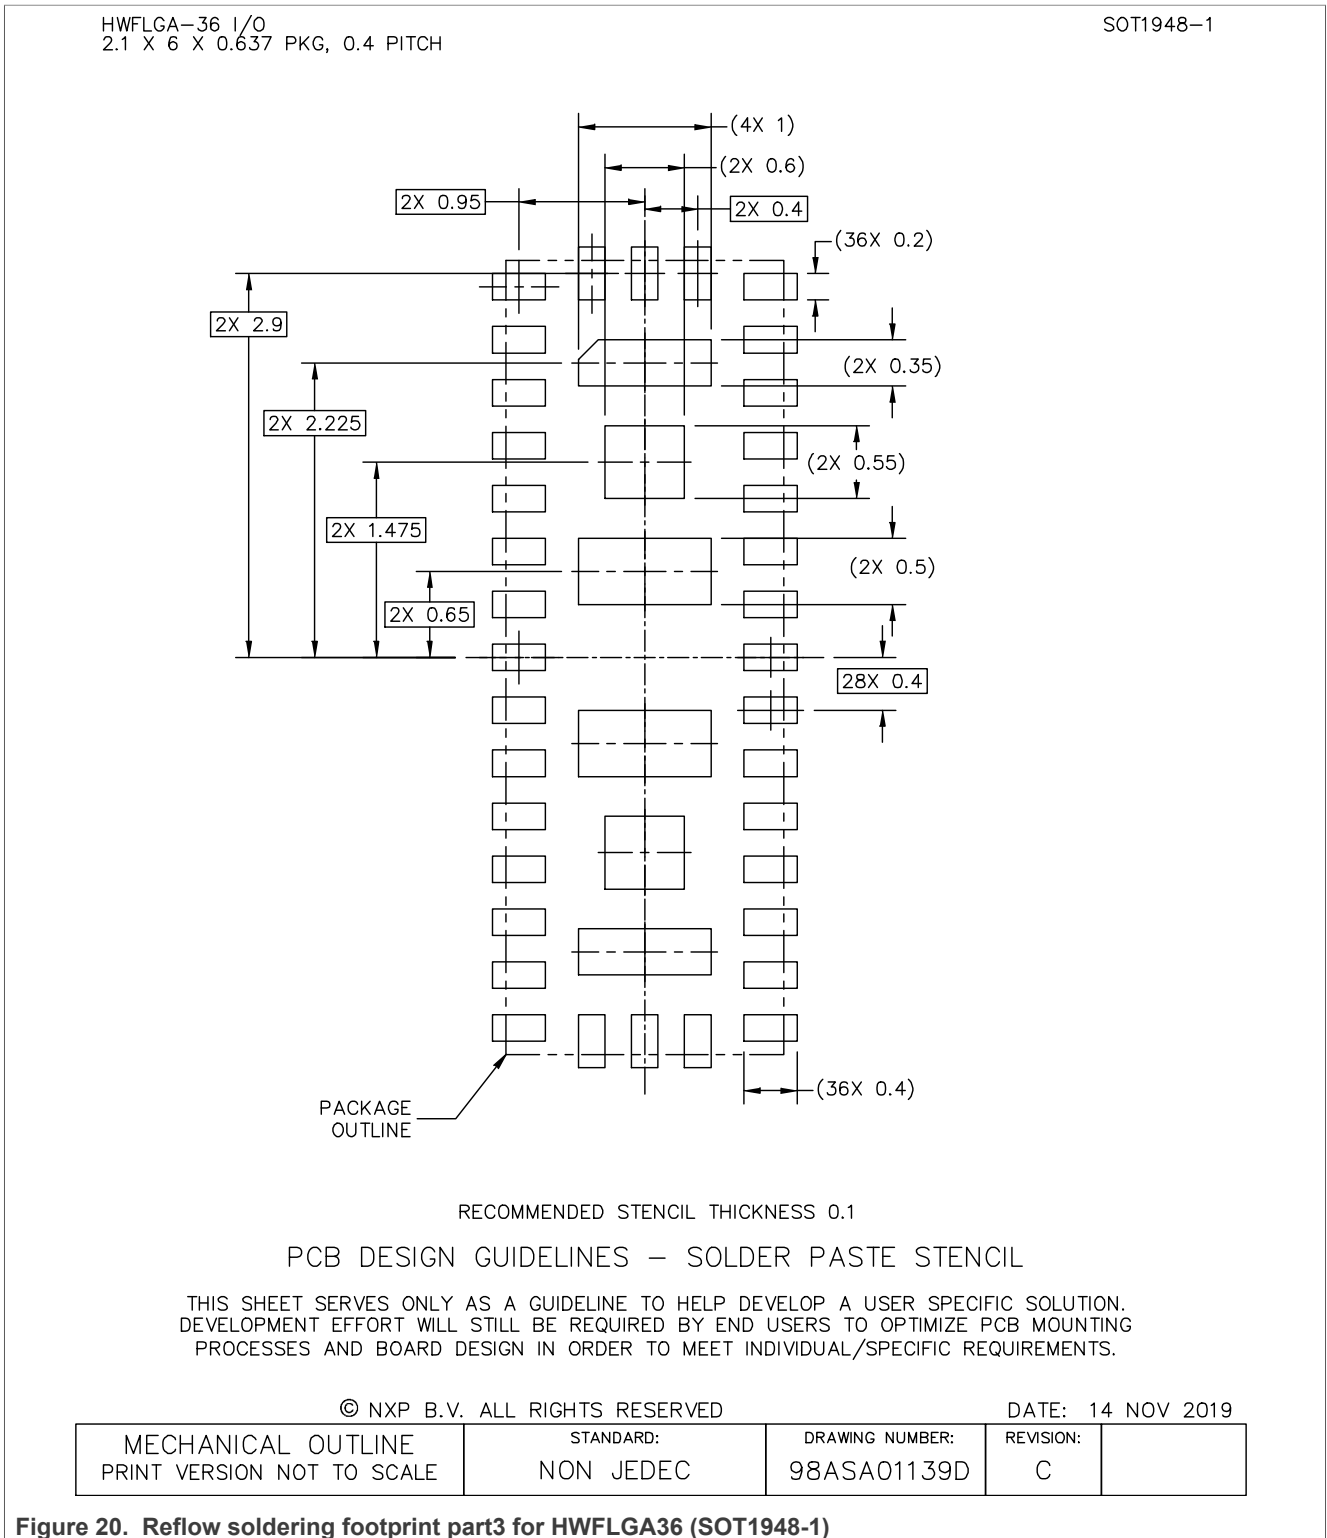 HWFLGA-36 I/O
SOT1948-1
2.1 X 6 X 0.637 PKG, 0.4 PITCH
(4X 1)
(2X 0.6)
2X 0.95
2X 0.4
(36X 0.2)
2X 2.9
(2X 0.35)
2X 2.225
(2X 0.55)
2X 1.475
(2X 0.5)
2X 0.65
28X 0.4
(36X 0.4)
PACKAGE
OUTLINE
RECOMMENDED STENCIL THICKNESS 0.1
PCB DESIGN GUIDELINES – SOLDER PASTE STENCIL
THIS SHEET SERVES ONLY AS A GUIDELINE TO HELP DEVELOP A USER SPECIFIC SOLUTION.
DEVELOPMENT EFFORT WILL STILL BE REQUIRED BY END USERS TO OPTIMIZE PCB MOUNTING
PROCESSES AND BOARD DESIGN IN ORDER TO MEET INDIVIDUAL/SPECIFIC REQUIREMENTS.
© NXP B.V. ALL RIGHTS RESERVED
DATE: 14 NOV 2019
MECHANICAL OUTLINE
PRINT VERSION NOT TO SCALE
STANDARD:
NON JEDEC
DRAWING NUMBER:
98ASA01139D
REVISION:
C
Figure 20. Reflow soldering footprint part3 for HWFLGA36 (SOT1948-1)